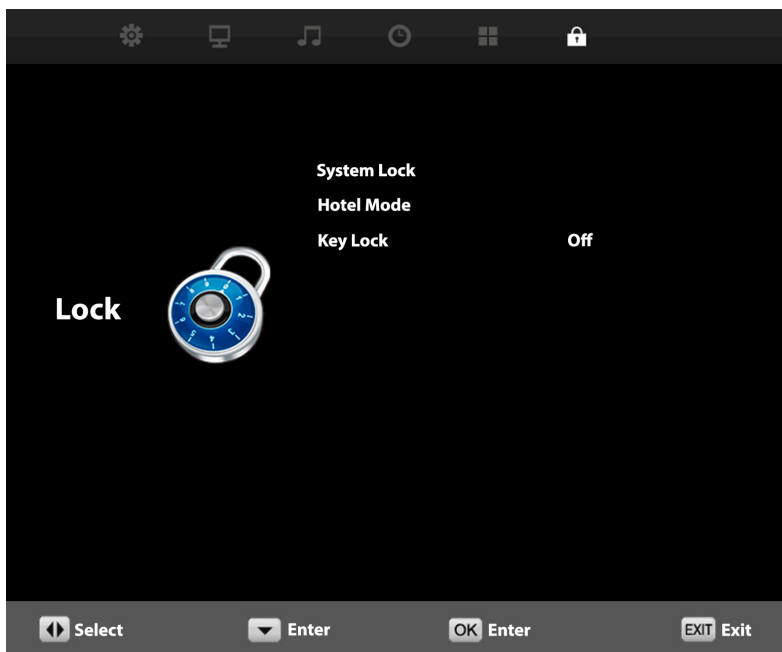 System Lock
Hotel Mode
Key Lock Off
Lock
Select Enter OK Enter EXIT Exit